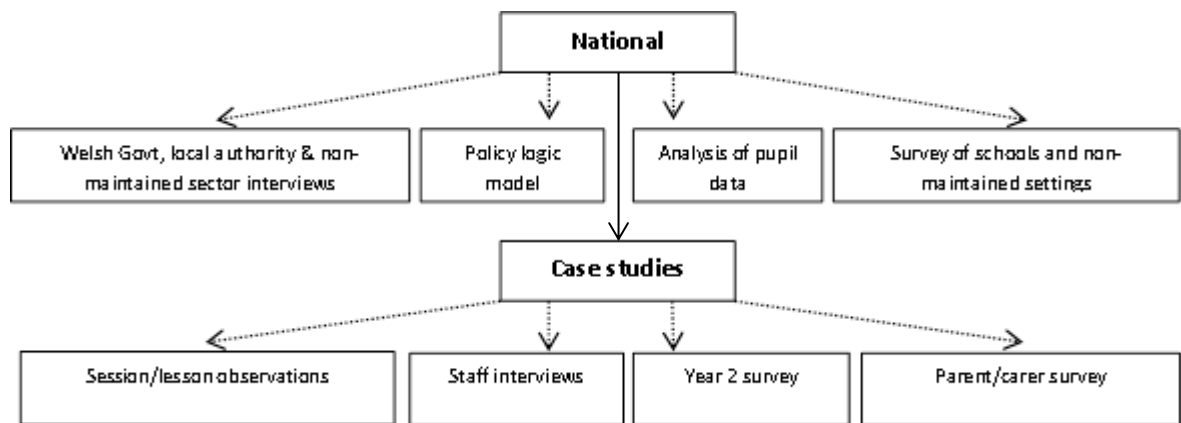 National
Welsh Govt, local authority & non-
maintained sector interviews
Policy logic
model
Analysis of pupil
data
Survey of schools and non-
maintained settings
Case studies
Session/lesson observations
Staff interviews
Year 2 survey
Parent/carer survey